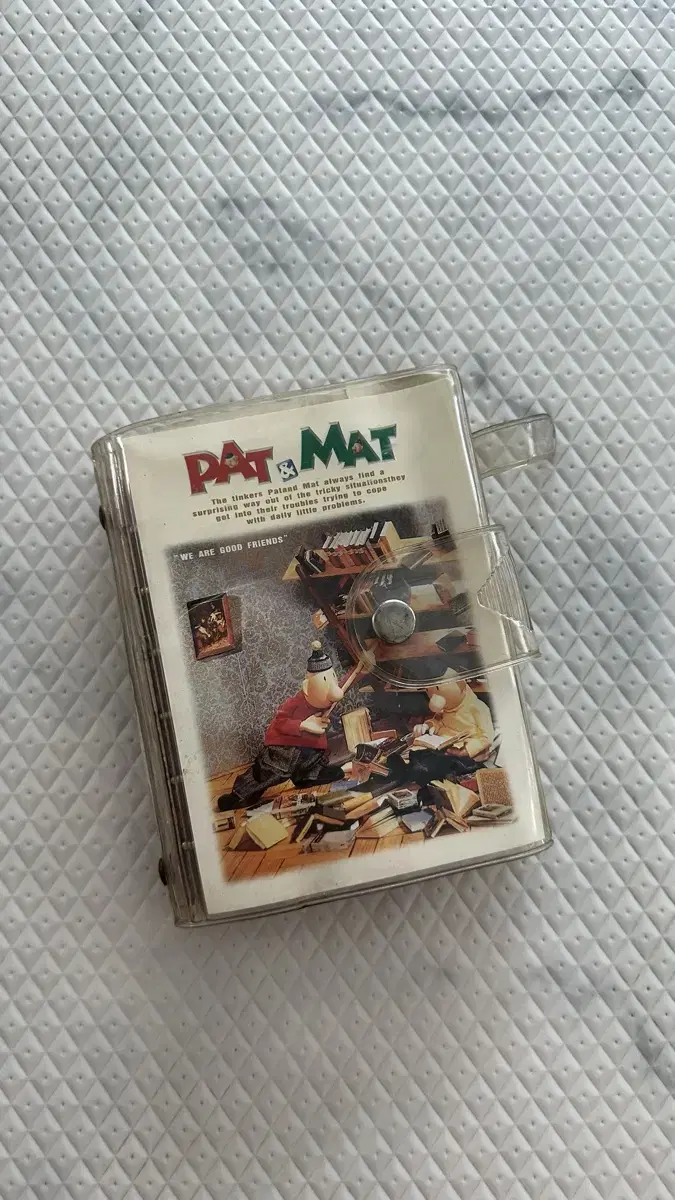 PAT & MAT
The tinkers Patand Mat always find a
surprising way out of the tricky situationsthey
got into their troubles trying to cope
with daily little problems.
"WE ARE GOOD FRIENDS"